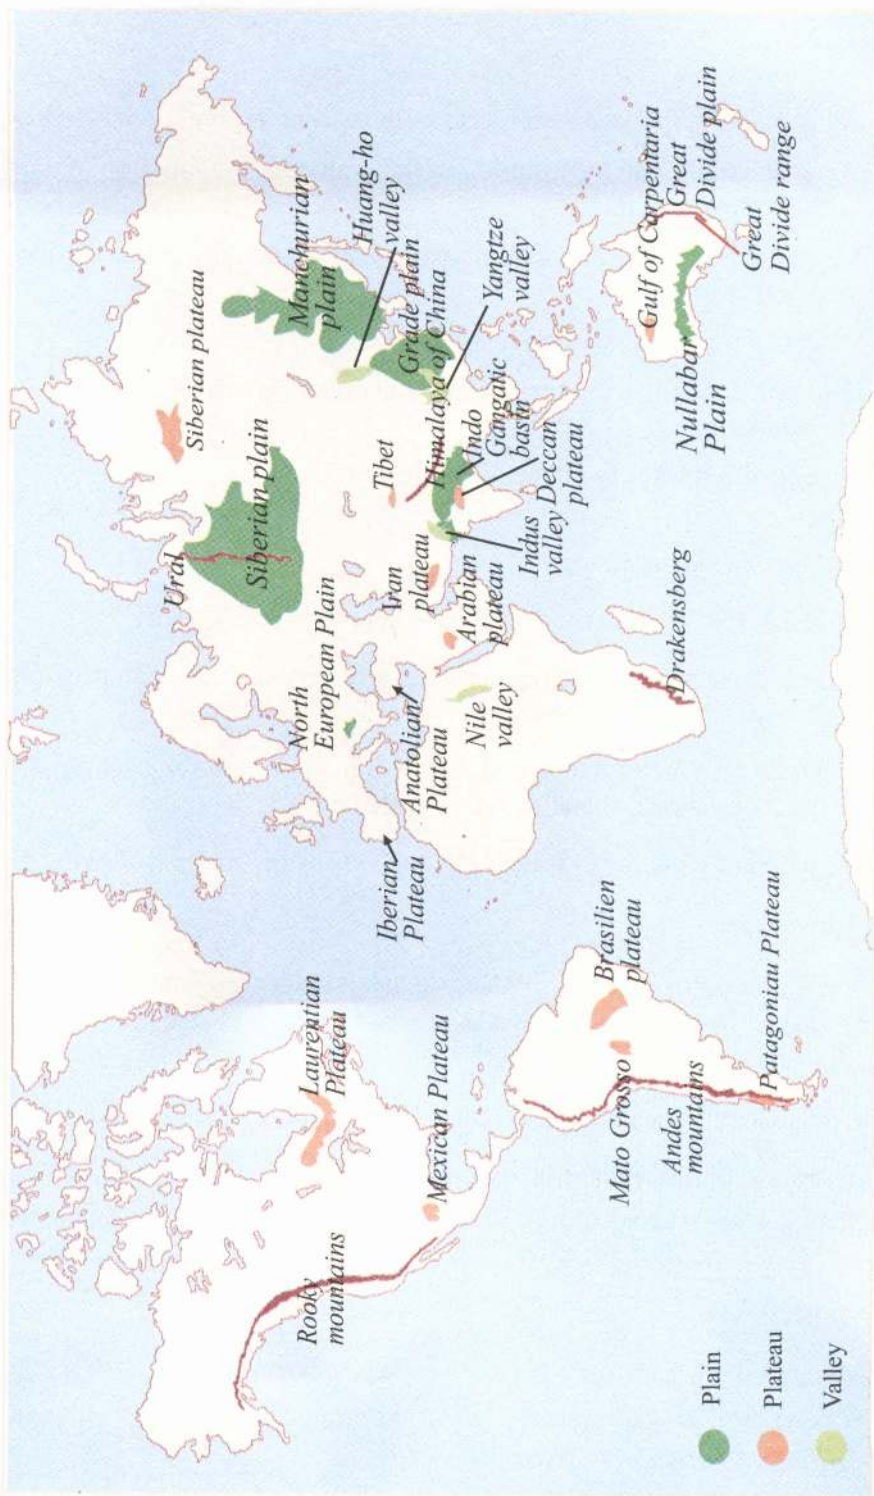 Rooky
mountains
Laurentian
Plateau
Mexican Plateau
Mato Grosso
Brasilien
plateau
Andes
mountains
Patagoniau Plateau
Ural
Siberian plateau
Siberian plain
North
European Plain
Iberian
Plateau
Anatolian
Plateau
Nile
valley
Iran
plateau
Arabian
plateau
Drakensberg
Tibet
Himalaya
Indus
valley
Indo
Gangalic
basin
Deccan
plateau
Manchurian
plain
Huang-ho
valley
Grade plain
of China
Yangtze
valley
Gulf of Carpentaria
Great
Divide plain
Great
Divide range
Nullabar
Plain
Plain
Plateau
Valley